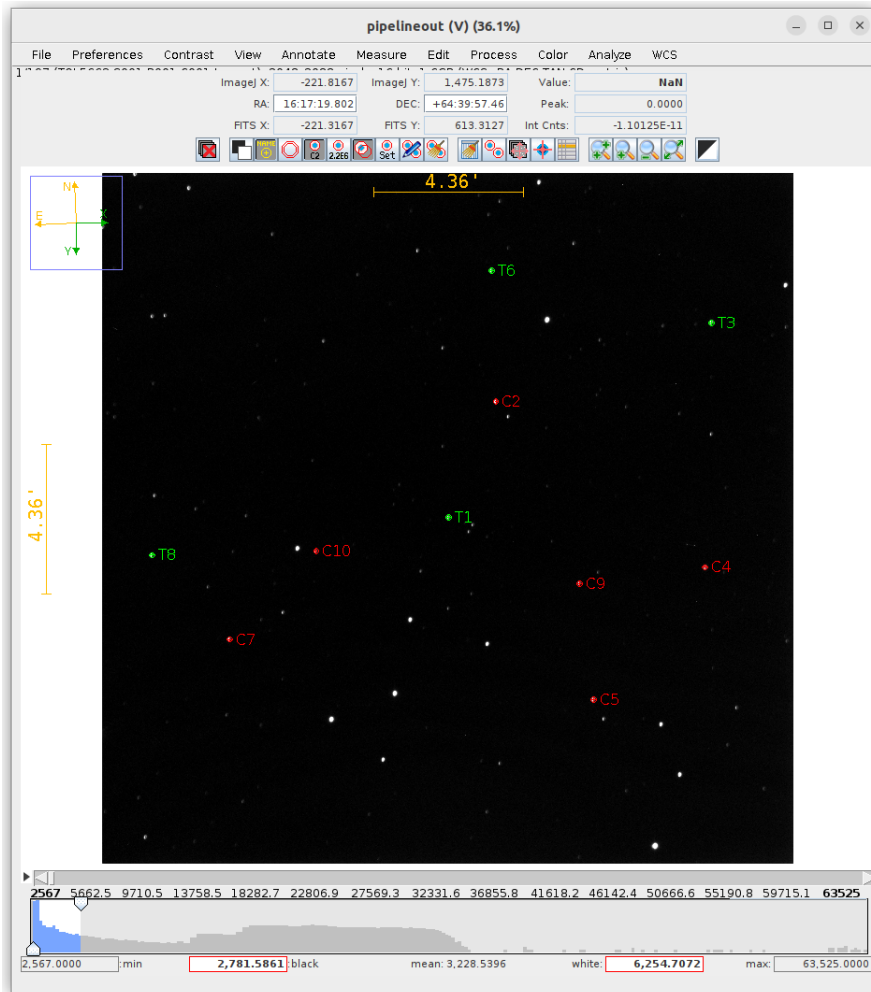 pipelineout (V) (36.1%)
File Preferences Contrast View Annotate Measure Edit Process Color Analyze WCS
ImageJ X: -221.8167 ImageJ Y: 1,475.1873 Value: NaN
RA: 16:17:19.802 DEC: +64:39:57.46 Peak: 0.0000
FITS X: -221.3167 FITS Y: 613.3127 Int Cnts: -1.10125E-11
NAME C2 2.2E6 Set
4.36'
N
E X
Y
T6
T3
C2
4.36'
T1
T8
C10
C4
C9
C7
C5
2567 5662.5 9710.5 13758.5 18282.7 22806.9 27569.3 32331.6 36855.8 41618.2 46142.4 50666.6 55190.8 59715.1 63525
2,567.0000 :min 2,781.5861 :black mean: 3,228.5396 white: 6,254.7072 max: 63,525.0000